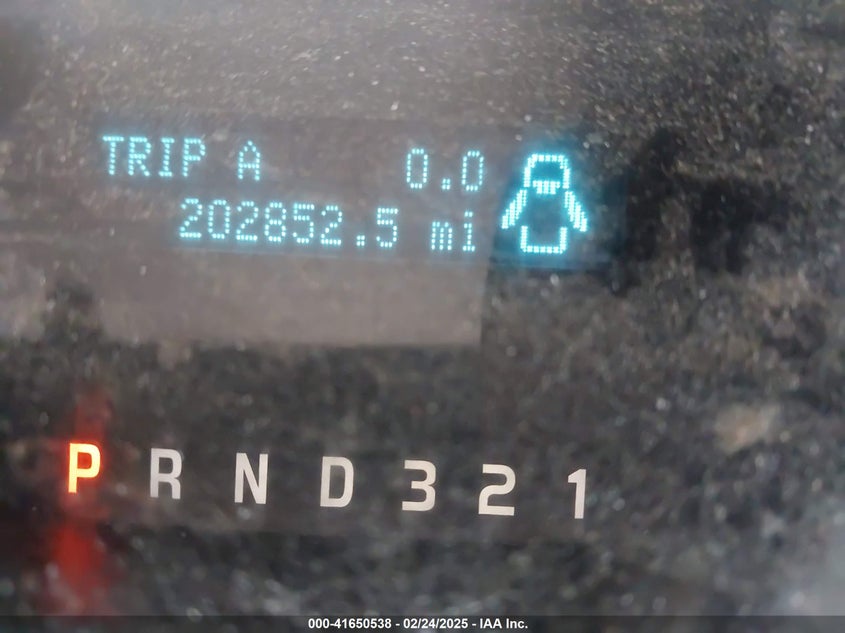 TRIP A 0.0
202852.5 mi
P R N D 3 2 1
000-41650538 - 02/24/2025 - IAA Inc.